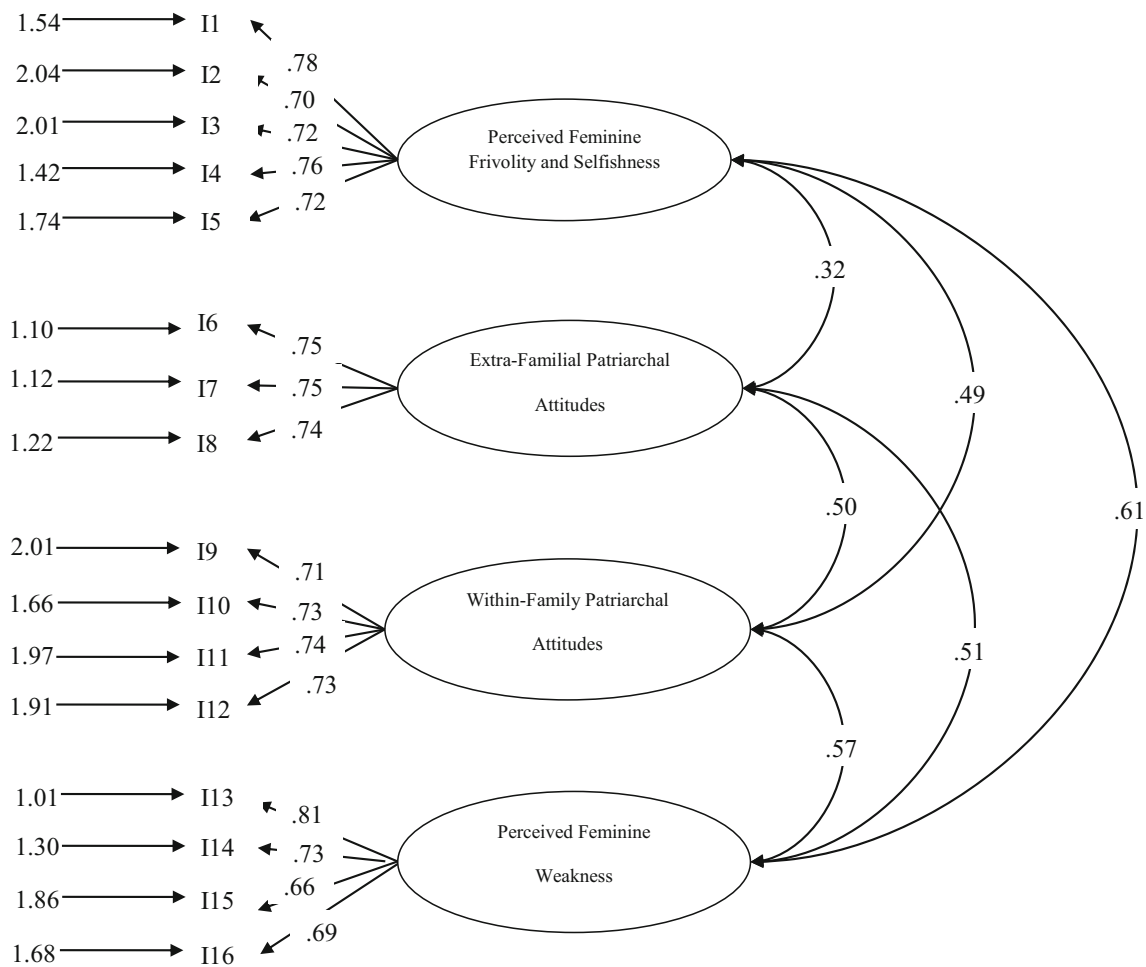 1.54 I1
.78
2.04 I2
.70
2.01 I3
.72
1.42 I4
.76
1.74 I5
.72
Perceived Feminine
Frivolity and Selfishness
.32
1.10 I6
.75
1.12 I7
.75
1.22 I8
.74
Extra-Familial Patriarchal
Attitudes
.49
.50
.61
2.01 I9
.71
1.66 I10
.73
1.97 I11
.74
1.91 I12
.73
Within-Family Patriarchal
Attitudes
.51
.57
1.01 I13
.81
1.30 I14
.73
1.86 I15
.66
1.68 I16
.69
Perceived Feminine
Weakness